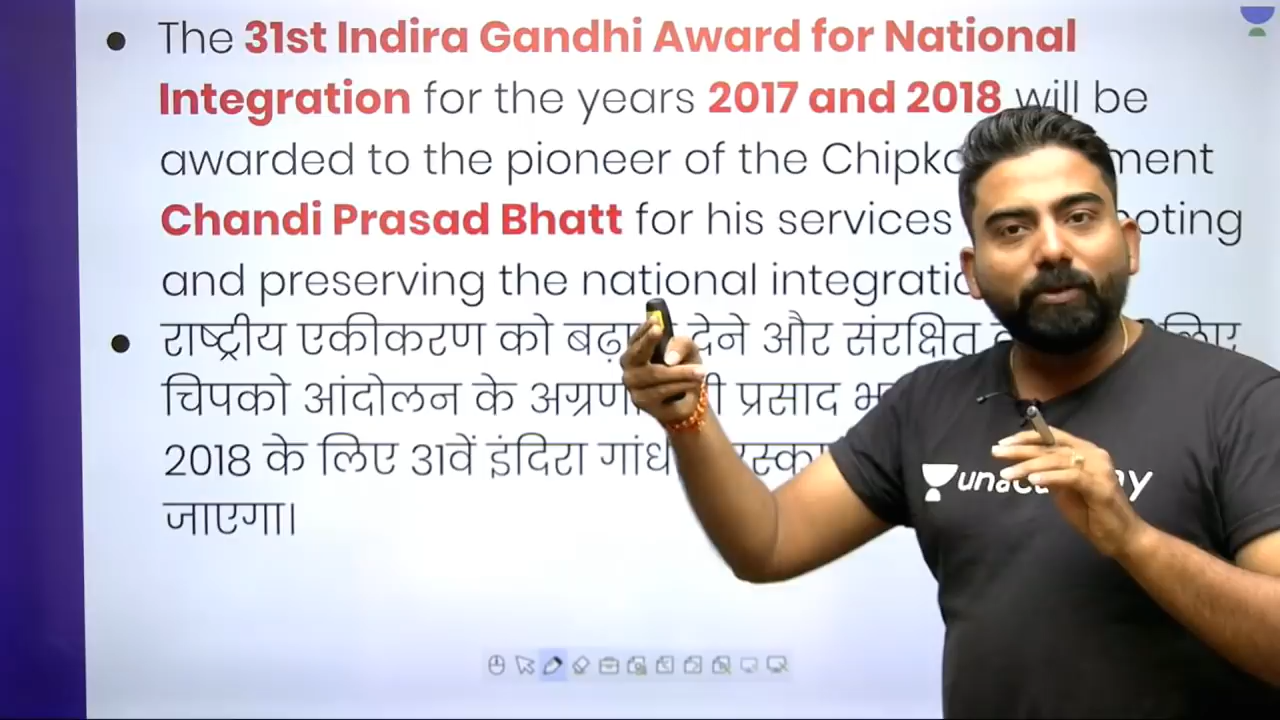 The 31st Indira Gandhi Award for National
Integration for the years 2017 and 2018 will be
awarded to the pioneer of the
Chandi Prasad Bhatt for his services
and preserving the national
राष्ट्रीय एकीकरण को देने और संरक्षित
चिपको आंदोलन के प्रसाद
2018 के लिए 31वें इंदिरा
जाएगा।
unacademy